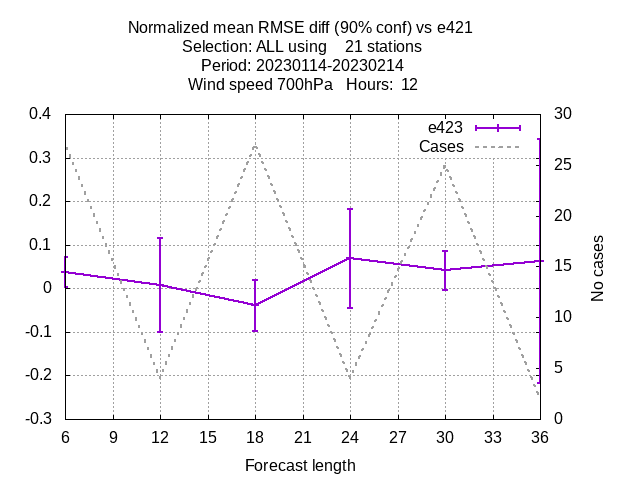 Normalized mean RMSE diff (90% conf) vs e421
Selection: ALL using    21 stations
Period: 20230114-20230214
Wind speed 700hPa   Hours:  12
0.4
0.3
0.2
0.1
0
-0.1
-0.2
-0.3
e423
Cases
30
25
20
15
10
5
0
No cases
6 9 12 15 18 21 24 27 30 33 36
Forecast length